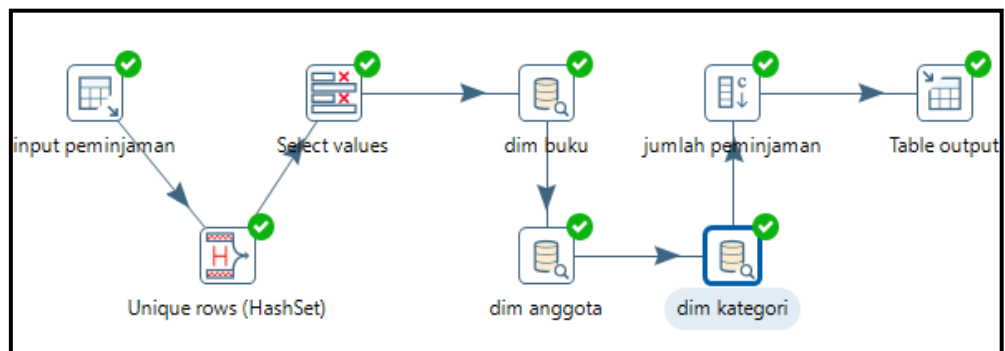 input peminjaman
Select values
dim buku
jumlah peminjaman
Table output
Unique rows (HashSet)
dim anggota
dim kategori